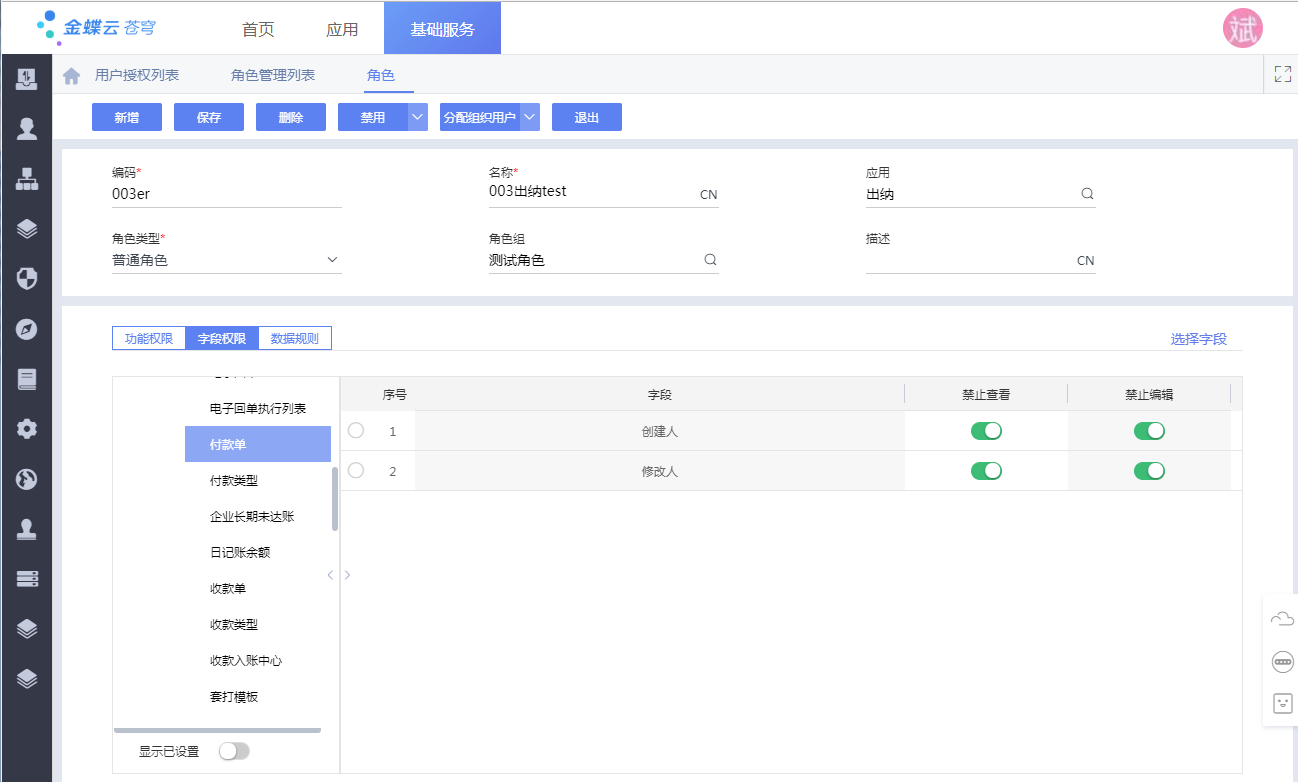 金蝶云 苍穹 首页 应用 基础服务 斌
用户授权列表 角色管理列表 角色
新增 保存 删除 禁用 分配组织用户 退出
编码* 名称* 应用
003er 003出纳test CN 出纳
角色类型* 角色组 描述
普通角色 测试角色 CN
功能权限 字段权限 数据规则 选择字段
序号 字段 禁止查看 禁止编辑
电子回单执行列表
1 创建人
付款单
2 修改人
付款类型
企业长期未达账
日记账余额
收款单
收款类型
收款入账中心
套打模板
显示已设置